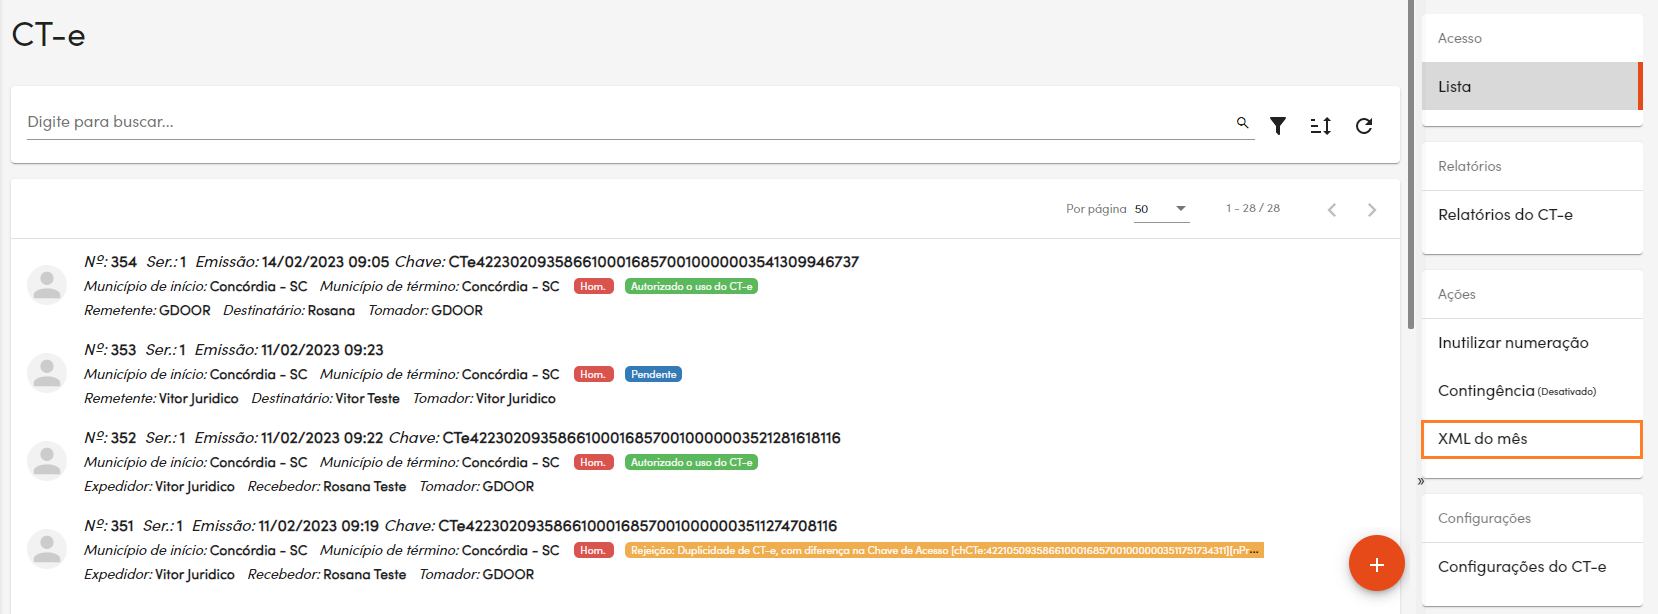 CT-e
Digite para buscar...
Por página 50 1 - 28 / 28
Nº: 354 Ser.: 1 Emissão: 14/02/2023 09:05 Chave: CTe42230209358661000168570010000003541309946737
Município de início: Concórdia - SC Município de término: Concórdia - SC Hom. Autorizado o uso do CT-e
Remetente: GDOOR Destinatário: Rosana Tomador: GDOOR
Nº: 353 Ser.: 1 Emissão: 11/02/2023 09:23
Município de início: Concórdia - SC Município de término: Concórdia - SC Hom. Pendente
Remetente: Vitor Juridico Destinatário: Vitor Teste Tomador: Vitor Juridico
Nº: 352 Ser.: 1 Emissão: 11/02/2023 09:22 Chave: CTe42230209358661000168570010000003521281618116
Município de início: Concórdia - SC Município de término: Concórdia - SC Hom. Autorizado o uso do CT-e
Expedidor: Vitor Juridico Recebedor: Rosana Teste Tomador: GDOOR
Nº: 351 Ser.: 1 Emissão: 11/02/2023 09:19 Chave: CTe42230209358661000168570010000003511274708116
Município de início: Concórdia - SC Município de término: Concórdia - SC Hom. Rejeição: Duplicidade de CT-e, com diferença na Chave de Acesso [chCTe:42210509358661000168570010000003511751734311][nP...
Expedidor: Vitor Juridico Recebedor: Rosana Teste Tomador: GDOOR
Acesso
Lista
Relatórios
Relatórios do CT-e
Ações
Inutilizar numeração
Contingência (Desativado)
XML do mês
»
Configurações
Configurações do CT-e